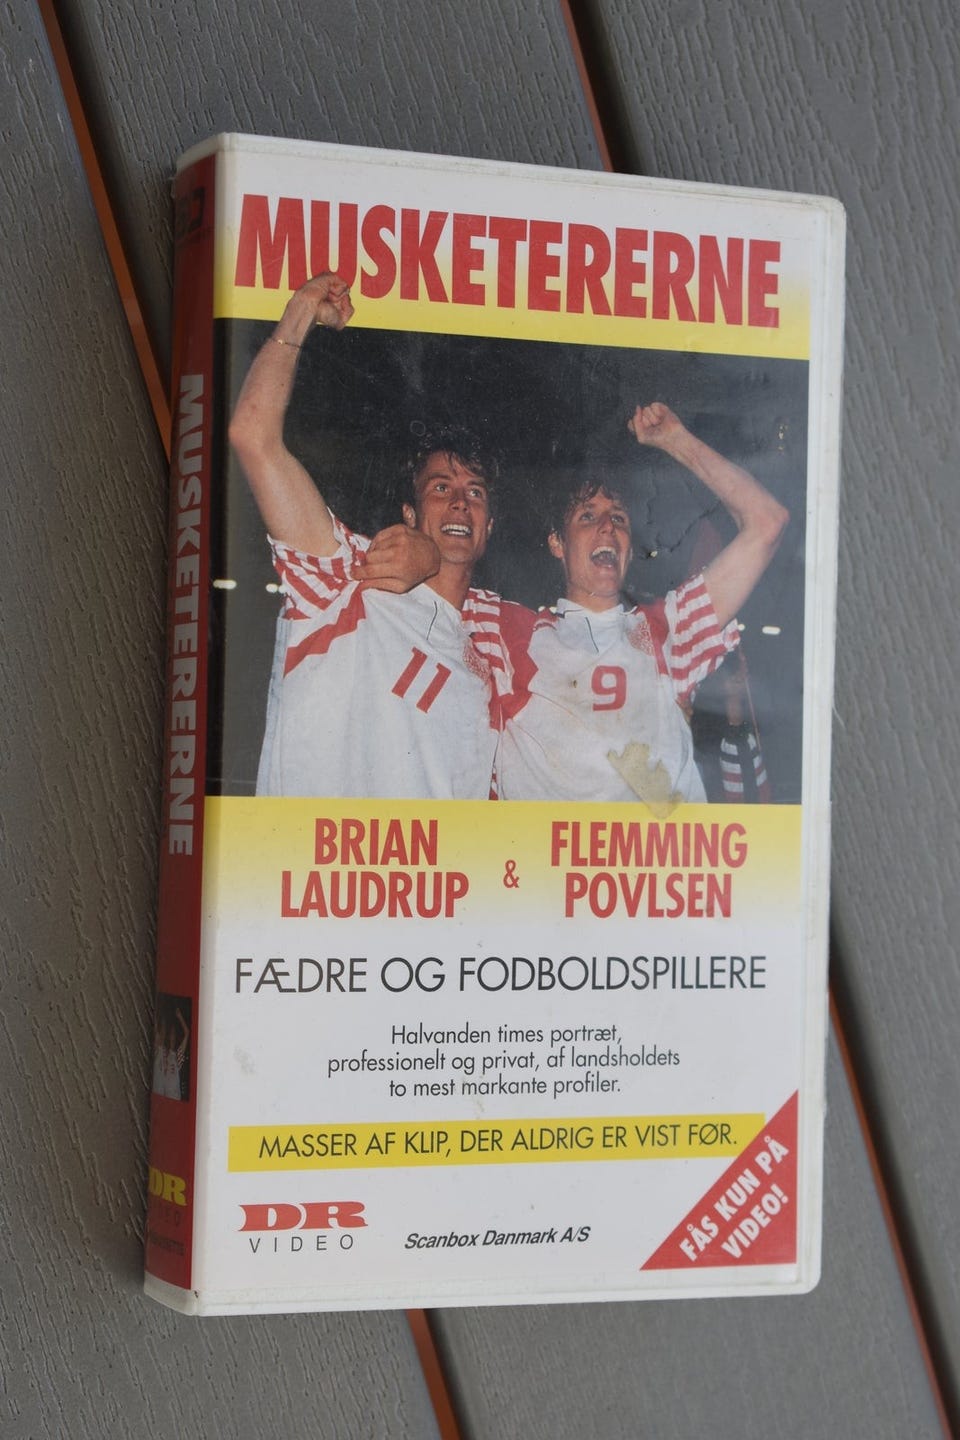 MUSKETERERNE
11
9
BRIAN
LAUDRUP
&
FLEMMING
POVLSEN
FÆDRE OG FODBOLDSPILLERE
Halvanden times portræt,
professionelt og privat, af landsholdets
to mest markante profiler.
MASSER AF KLIP, DER ALDRIG ER VIST FØR.
DR
VIDEO
Scanbox Danmark A/S
FÅS KUN PÅ
VIDEO!
MUSKETERERNE
DR